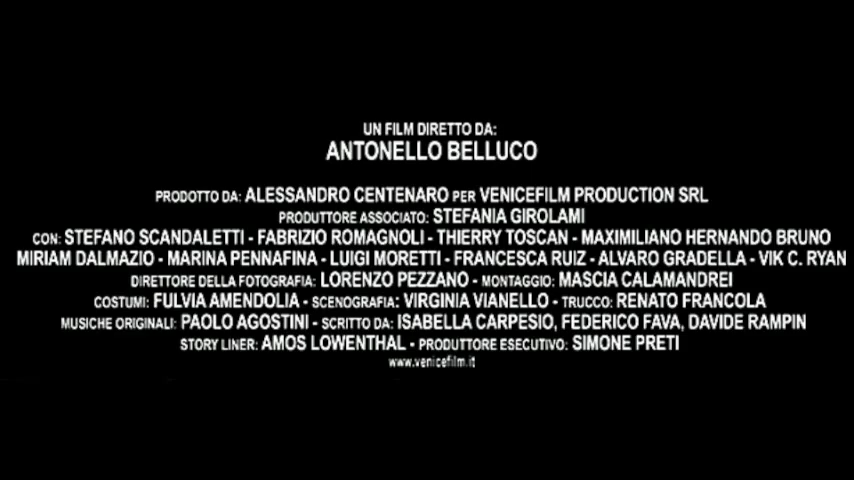 UN FILM DIRETTO DA:
ANTONELLO BELLUCO
PRODOTTO DA: ALESSANDRO CENTENARO PER VENICEFILM PRODUCTION SRL
PRODUTTORE ASSOCIATO: STEFANIA GIROLAMI
CON: STEFANO SCANDALETTI - FABRIZIO ROMAGNOLI - THIERRY TOSCAN - MAXIMILIANO HERNANDO BRUNO
MIRIAM DALMAZIO - MARINA PENNAFINA - LUIGI MORETTI - FRANCESCA RUIZ - ALVARO GRADELLA - VIK C. RYAN
DIRETTORE DELLA FOTOGRAFIA: LORENZO PEZZANO - MONTAGGIO: MASCIA CALAMANDREI
COSTUMI: FULVIA AMENDOLIA - SCENOGRAFIA: VIRGINIA VIANELLO - TRUCCO: RENATO FRANCOLA
MUSICHE ORIGINALI: PAOLO AGOSTINI - SCRITTO DA: ISABELLA CARPESIO, FEDERICO FAVA, DAVIDE RAMPIN
STORY LINER: AMOS LOWENTHAL - PRODUTTORE ESECUTIVO: SIMONE PRETI
www.venicefilm.it